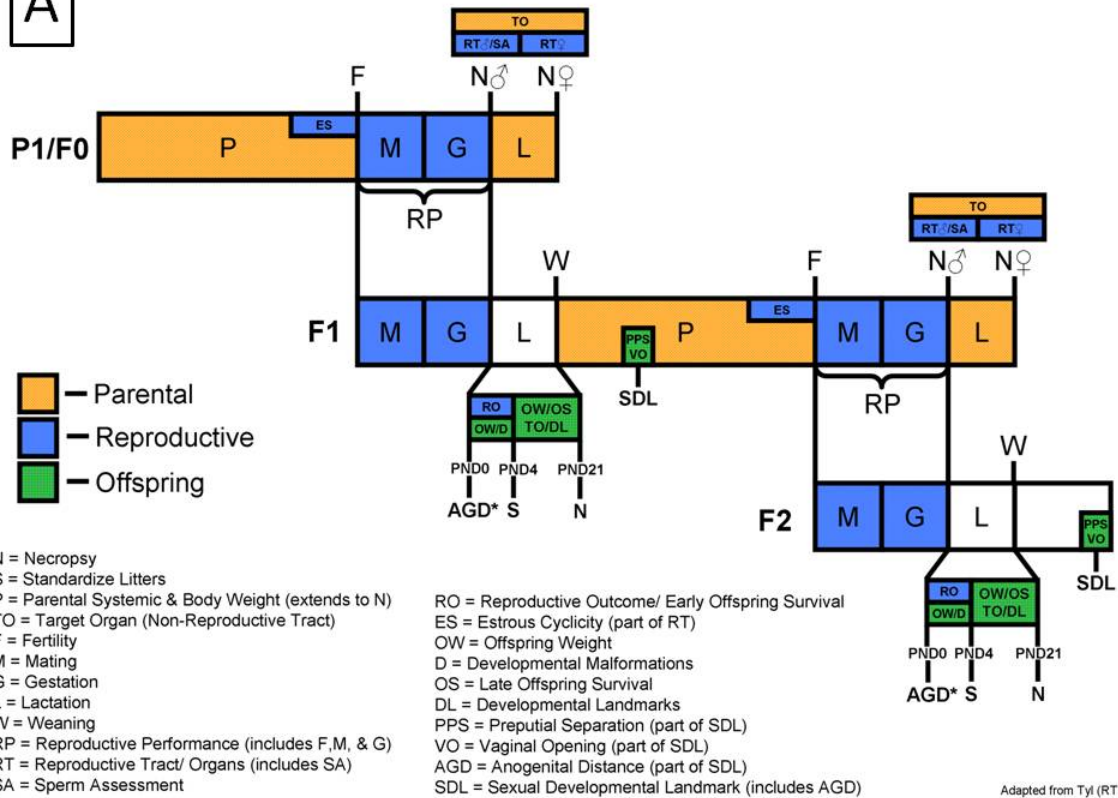 A
TO
RT♂/SA RT♀
F N♂ N♀
P1/F0 P ES M G L
RP
TO
RT♂/SA RT♀
W F N♂ N♀
F1 M G L PPS VO P ES M G L
SDL
RP
RO OW/OS
OW/D TO/DL
PND0 PND4 PND21
AGD* S N
Parental
Reproductive
Offspring
W
F2 M G L PPS VO
SDL
RO OW/OS
OW/D TO/DL
PND0 PND4 PND21
AGD* S N
N = Necropsy
S = Standardize Litters
P = Parental Systemic & Body Weight (extends to N)
TO = Target Organ (Non-Reproductive Tract)
F = Fertility
M = Mating
G = Gestation
L = Lactation
W = Weaning
RP = Reproductive Performance (includes F,M, & G)
RT = Reproductive Tract/ Organs (includes SA)
SA = Sperm Assessment
RO = Reproductive Outcome/ Early Offspring Survival
ES = Estrous Cyclicity (part of RT)
OW = Offspring Weight
D = Developmental Malformations
OS = Late Offspring Survival
DL = Developmental Landmarks
PPS = Preputial Separation (part of SDL)
VO = Vaginal Opening (part of SDL)
AGD = Anogenital Distance (part of SDL)
SDL = Sexual Developmental Landmark (includes AGD)
Adapted from Tyl (RT